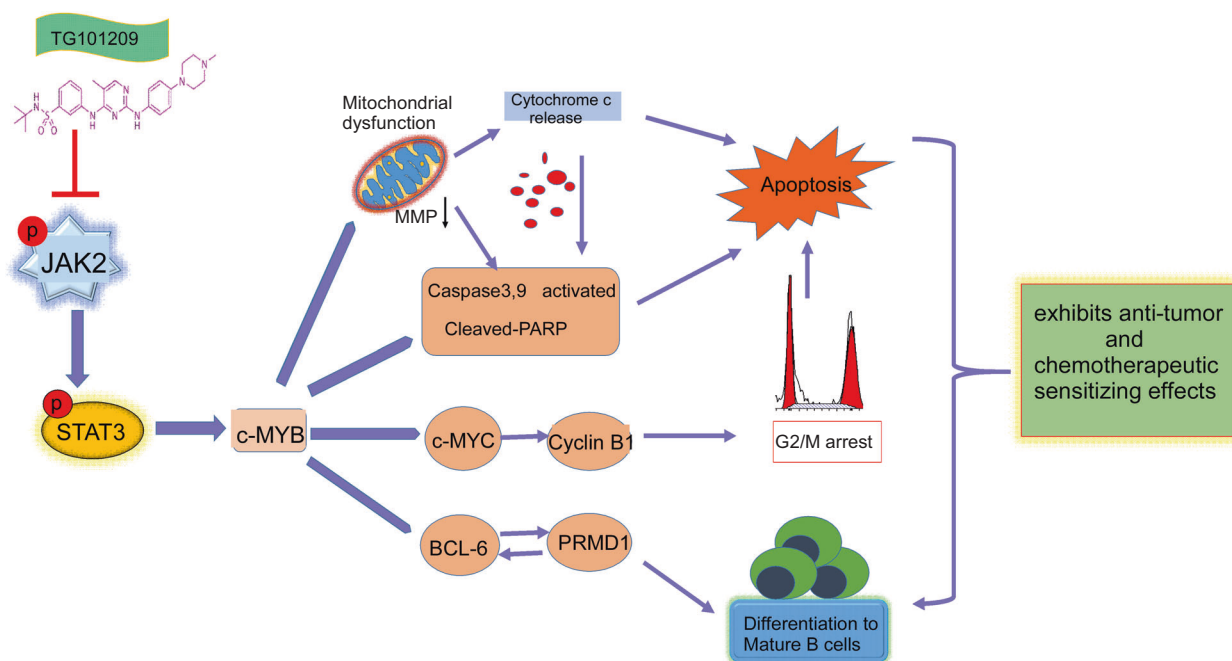 TG101209
N
N
H
N
S
O
O
N
H
N
N
N
H
N
p
JAK2
p
STAT3
c-MYB
Mitochondrial
dysfunction
MMP
Cytochrome c
release
Caspase3,9 activated
Cleaved-PARP
c-MYC
Cyclin B1
BCL-6
PRMD1
Apoptosis
G2/M arrest
Differentiation to
Mature B cells
exhibits anti-tumor
and
chemotherapeutic
sensitizing effects